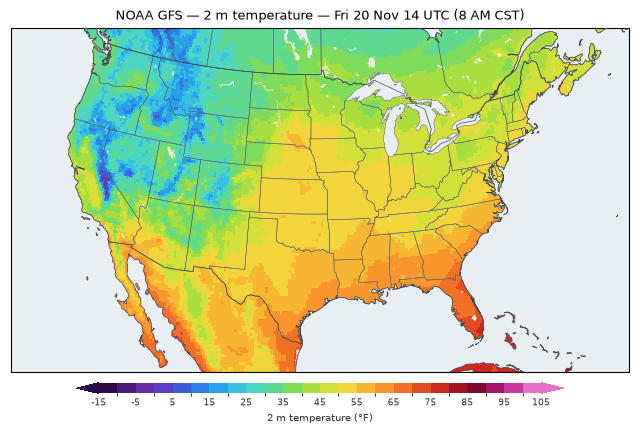 NOAA GFS — 2 m temperature — Fri 20 Nov 14 UTC (8 AM CST)
-15 -5 5 15 25 35 45 55 65 75 85 95 105
2 m temperature (°F)